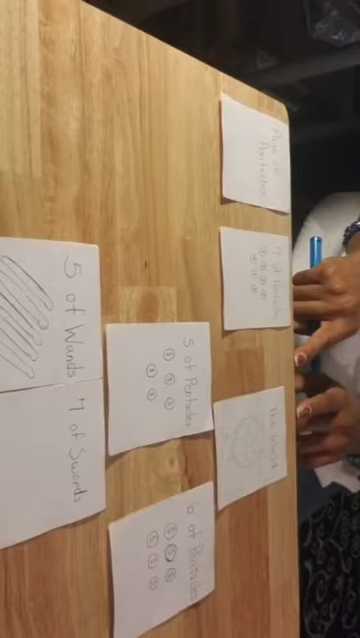 Page of
Pentacles
7 of Pentacles
The World
5 of Pentacles
6 of Pentacles
5 of Wands
7 of Swords